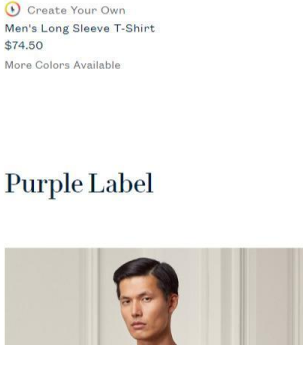 Create Your Own
Men's Long Sleeve T-Shirt
$74.50
More Colors Available
Purple Label